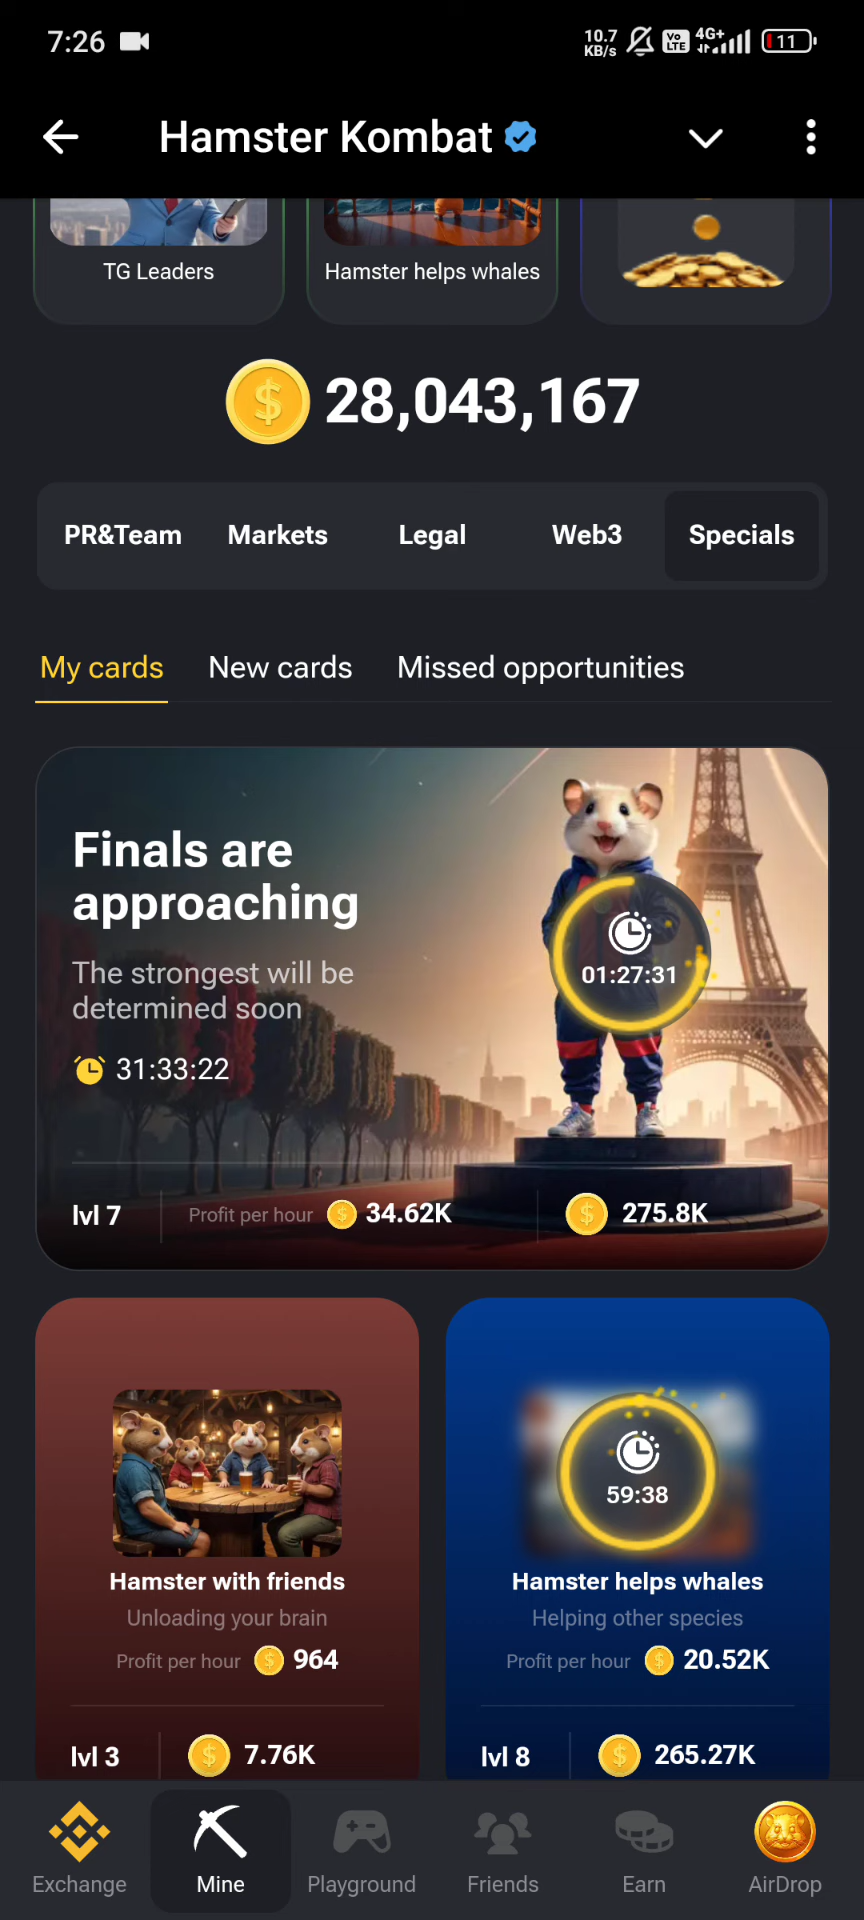 7:26
10.7
KB/s
Vo
LTE
4G+
11
Hamster Kombat
TG Leaders
Hamster helps whales
28,043,167
PR&Team
Markets
Legal
Web3
Specials
My cards
New cards
Missed opportunities
Finals are
approaching
The strongest will be
determined soon
01:27:31
31:33:22
lvl 7
Profit per hour
34.62K
275.8K
Hamster with friends
Unloading your brain
Profit per hour
964
lvl 3
7.76K
59:38
Hamster helps whales
Helping other species
Profit per hour
20.52K
lvl 8
265.27K
Exchange
Mine
Playground
Friends
Earn
AirDrop